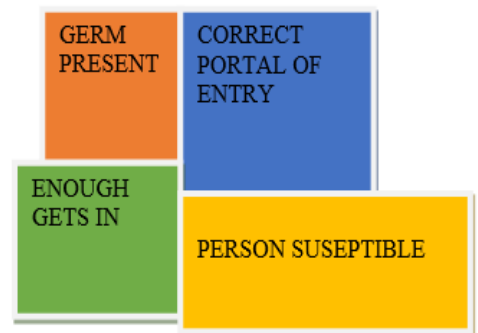 GERM
PRESENT
CORRECT
PORTAL OF
ENTRY
ENOUGH
GETS IN
PERSON SUSEPTIBLE